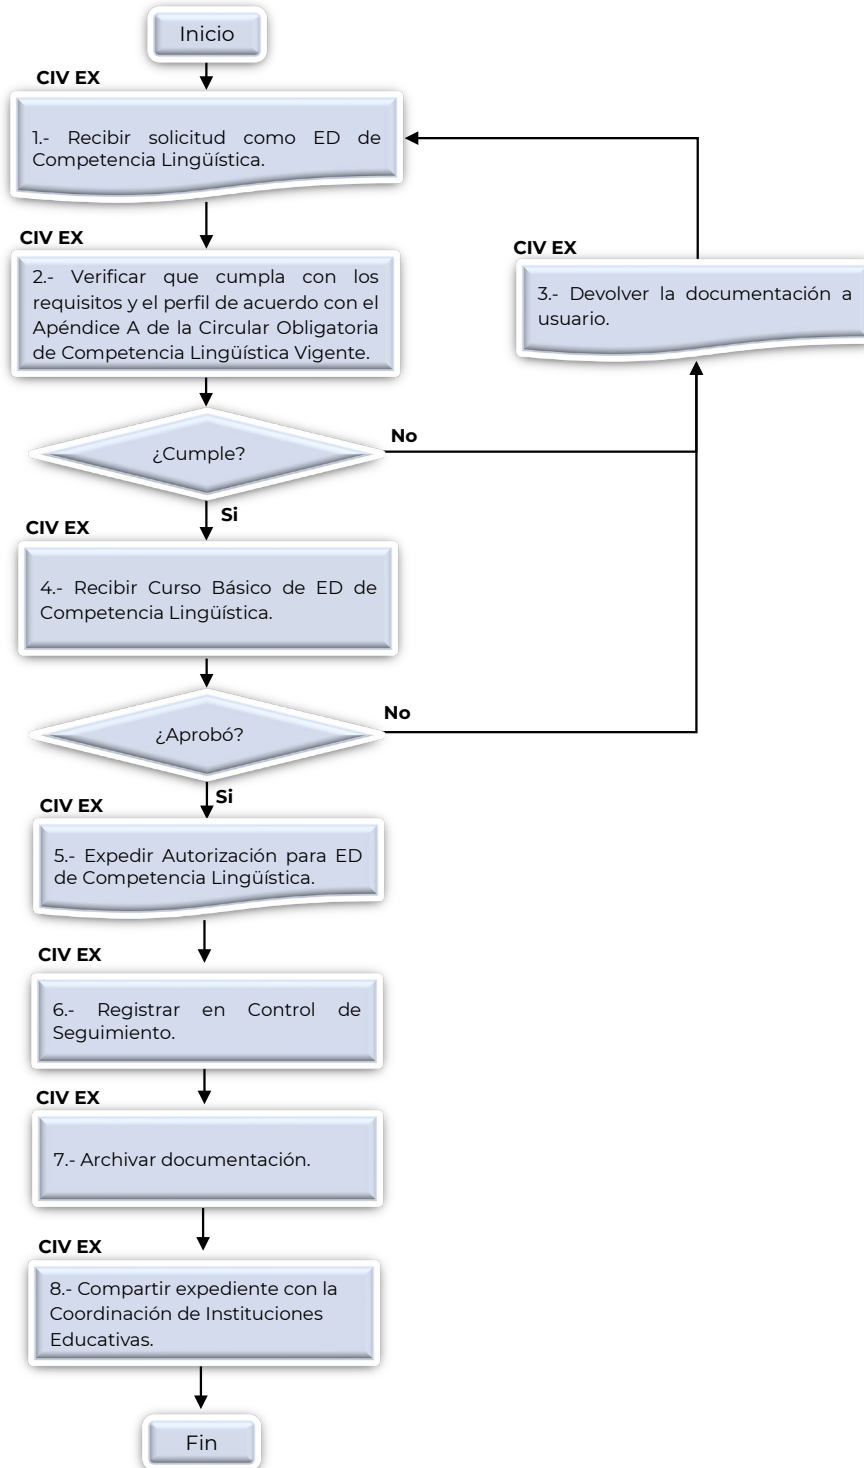 Inicio
CIV EX
1.- Recibir solicitud como ED de
Competencia Lingüística.
CIV EX
2.- Verificar que cumpla con los
requisitos y el perfil de acuerdo con el
Apéndice A de la Circular Obligatoria
de Competencia Lingüística Vigente.
CIV EX
3.- Devolver la documentación a
usuario.
¿Cumple?
No
Si
CIV EX
4.- Recibir Curso Básico de ED de
Competencia Lingüística.
¿Aprobó?
No
Si
CIV EX
5.- Expedir Autorización para ED
de Competencia Lingüística.
CIV EX
6.- Registrar en Control de
Seguimiento.
CIV EX
7.- Archivar documentación.
CIV EX
8.- Compartir expediente con la
Coordinación de Instituciones
Educativas.
Fin